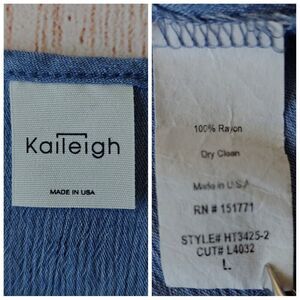 Kaileigh
MADE IN USA
100% Rayon
Dry Clean
Made in U.S.A
RN # 151771
STYLE# HT3425-2
CUT# L4032
L.